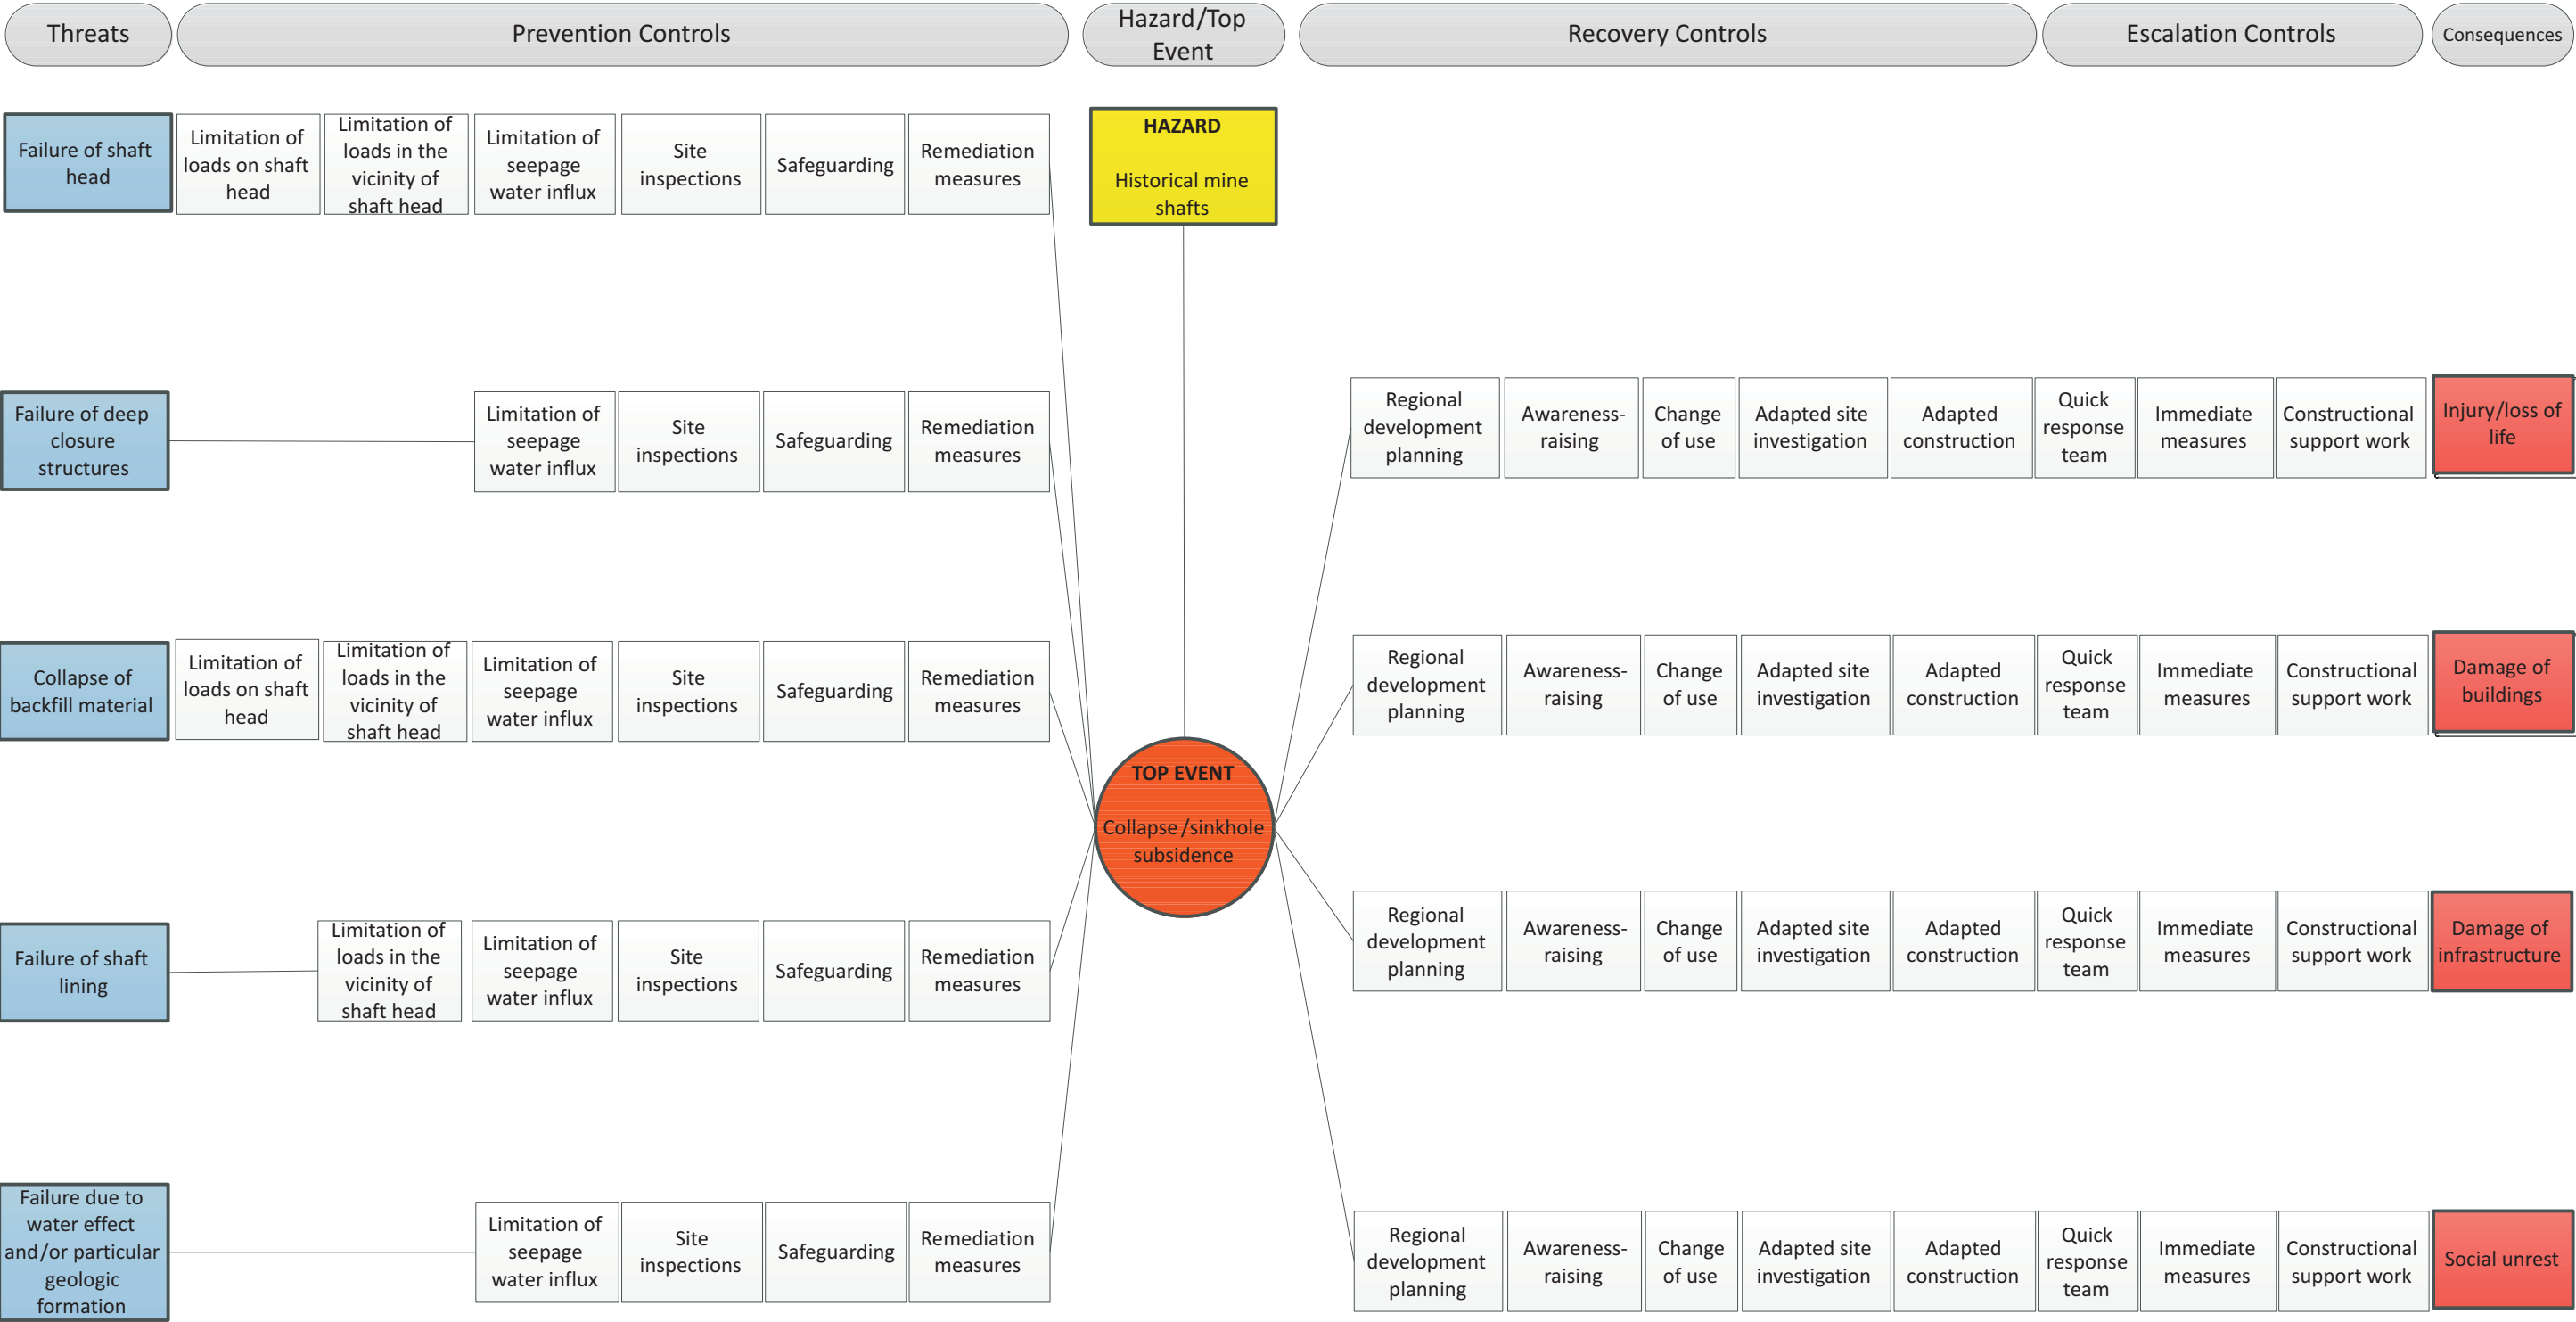 Threats
Prevention Controls
Hazard/Top
Event
Recovery Controls
Escalation Controls
Consequences
Failure of shaft
head
Limitation of
loads on shaft
head
Limitation of
loads in the
vicinity of
shaft head
Limitation of
seepage
water influx
Site
inspections
Safeguarding
Remediation
measures
HAZARD
Historical mine
shafts
Failure of deep
closure
structures
Limitation of
seepage
water influx
Site
inspections
Safeguarding
Remediation
measures
Regional
development
planning
Awareness-
raising
Change
of use
Adapted site
investigation
Adapted
construction
Quick
response
team
Immediate
measures
Constructional
support work
Injury/loss of
life
Collapse of
backfill material
Limitation of
loads on shaft
head
Limitation of
loads in the
vicinity of
shaft head
Limitation of
seepage
water influx
Site
inspections
Safeguarding
Remediation
measures
Regional
development
planning
Awareness-
raising
Change
of use
Adapted site
investigation
Adapted
construction
Quick
response
team
Immediate
measures
Constructional
support work
Damage of
buildings
TOP EVENT
Collapse/sinkhole
subsidence
Failure of shaft
lining
Limitation of
loads in the
vicinity of
shaft head
Limitation of
seepage
water influx
Site
inspections
Safeguarding
Remediation
measures
Regional
development
planning
Awareness-
raising
Change
of use
Adapted site
investigation
Adapted
construction
Quick
response
team
Immediate
measures
Constructional
support work
Damage of
infrastructure
Failure due to
water effect
and/or particular
geologic
formation
Limitation of
seepage
water influx
Site
inspections
Safeguarding
Remediation
measures
Regional
development
planning
Awareness-
raising
Change
of use
Adapted site
investigation
Adapted
construction
Quick
response
team
Immediate
measures
Constructional
support work
Social unrest